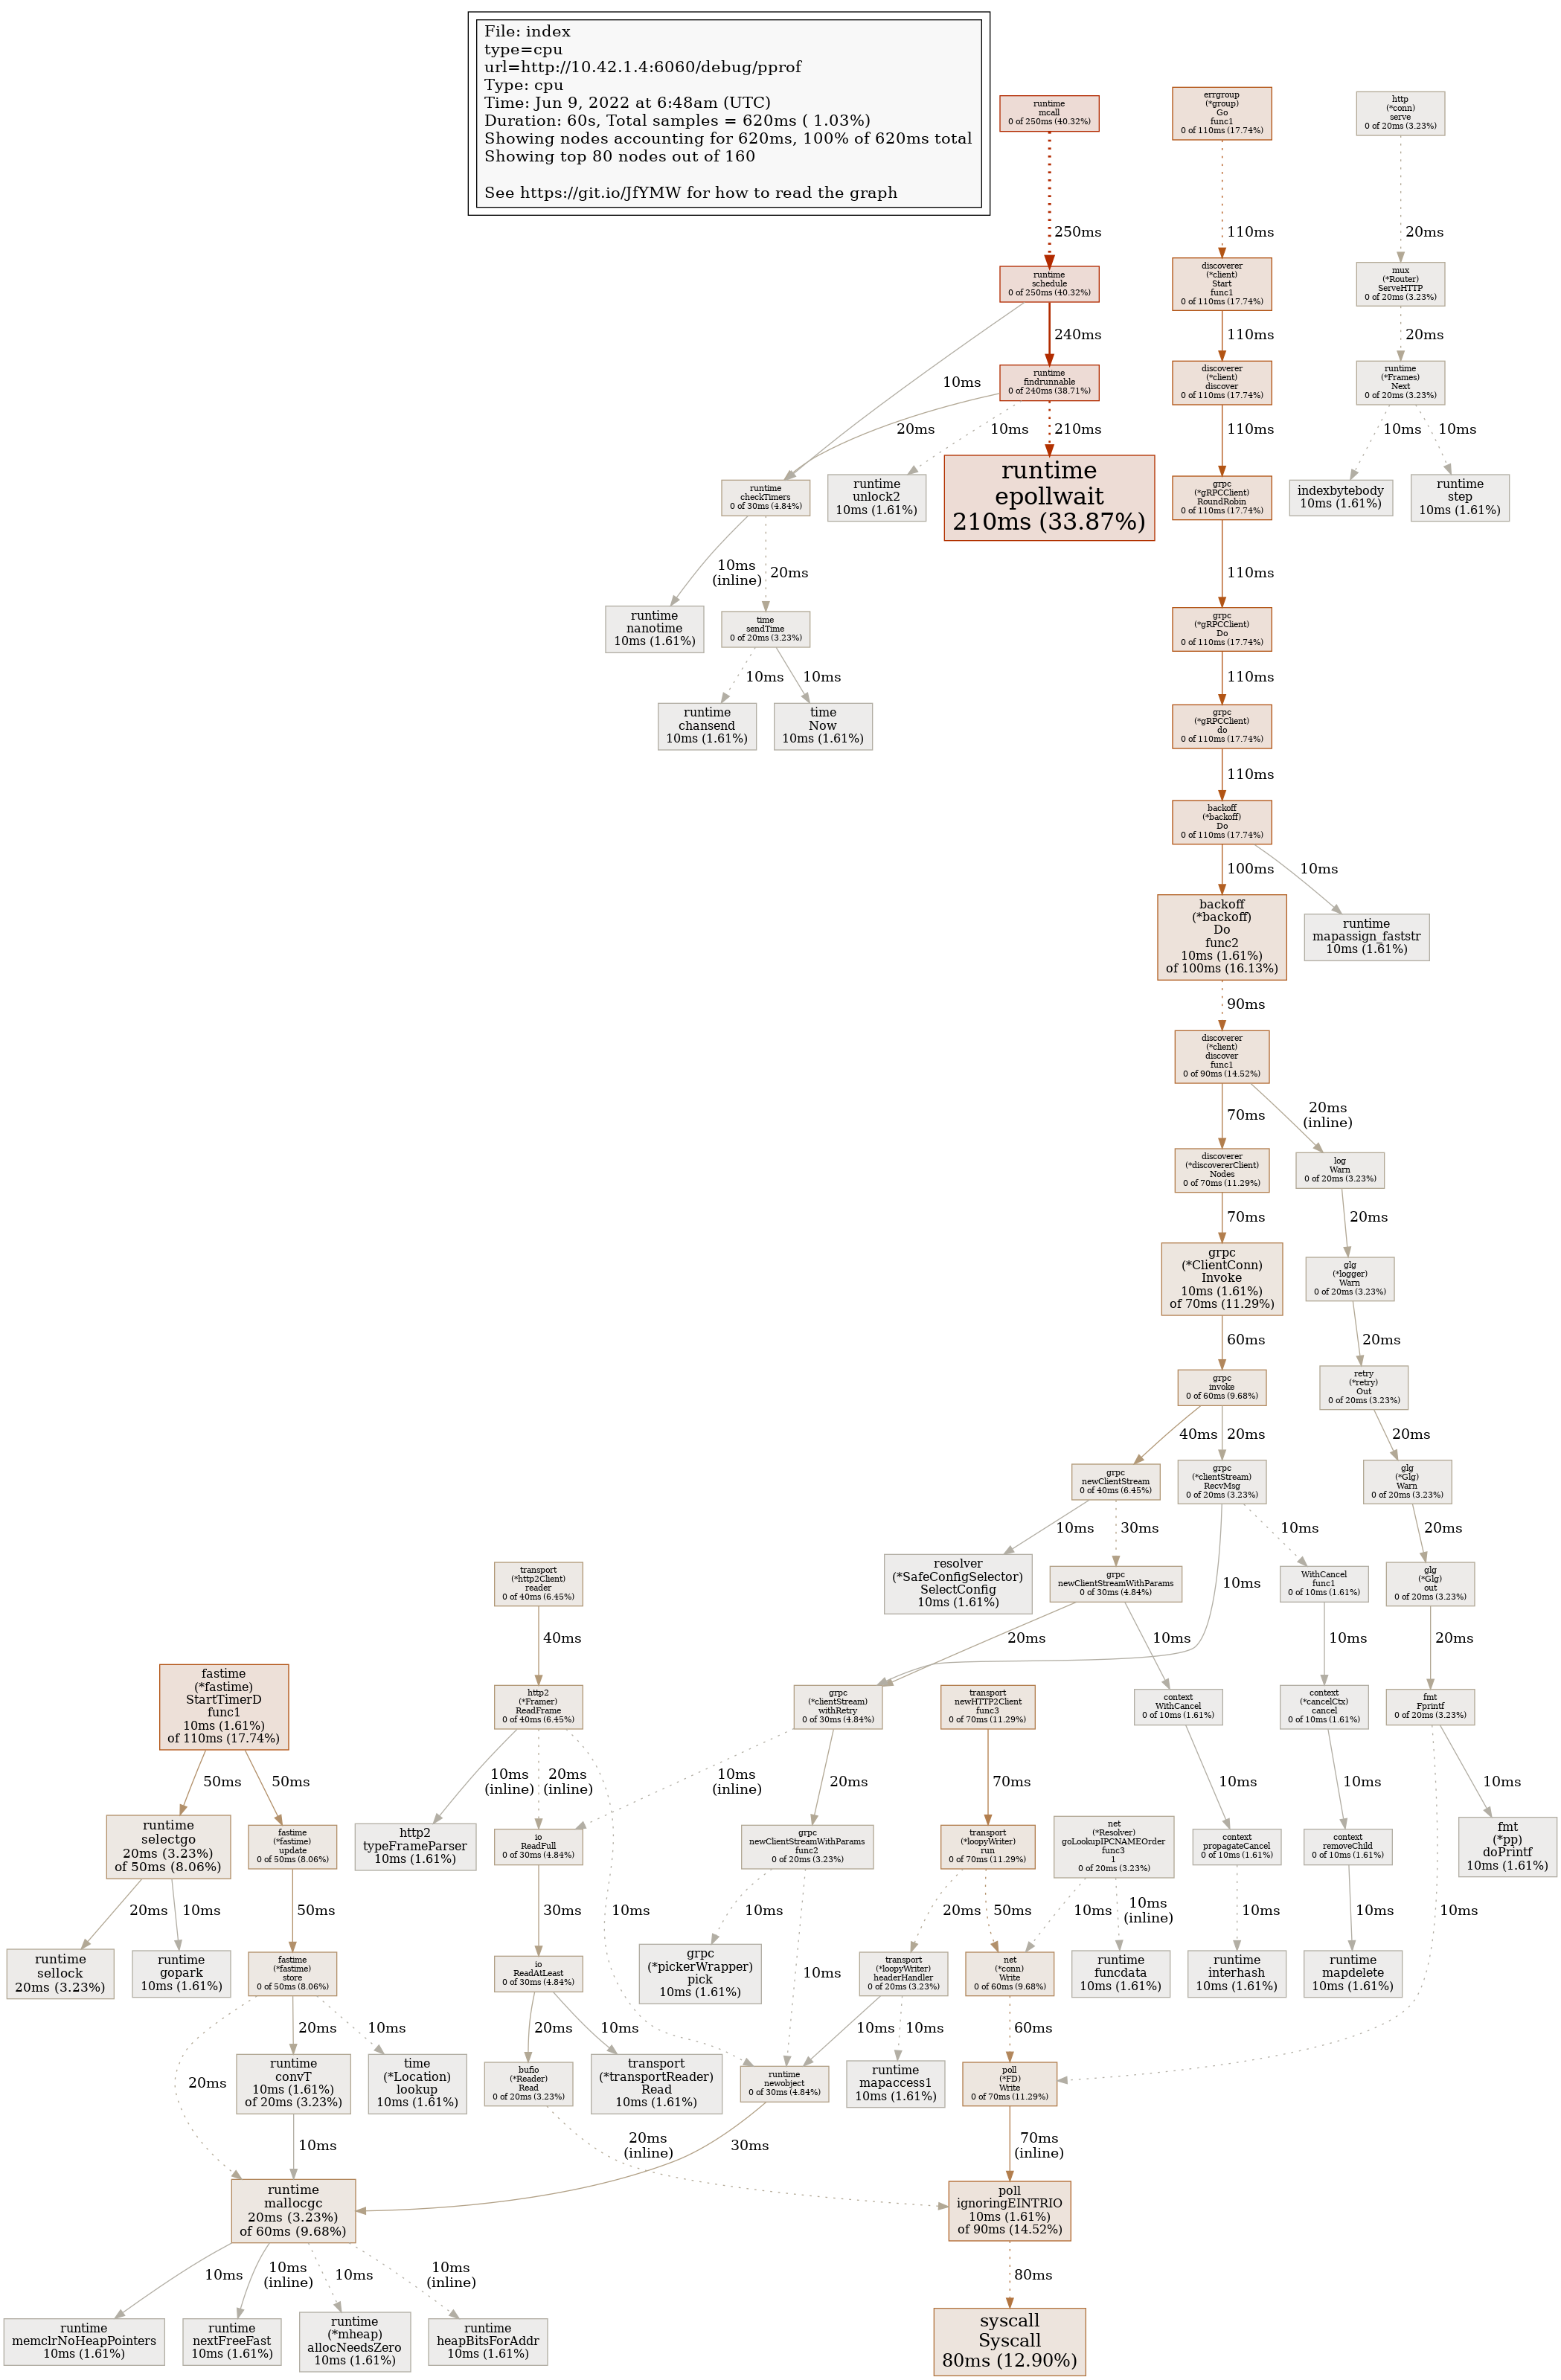 File: index
type=cpu
url=http://10.42.1.4:6060/debug/pprof
Type: cpu
Time: Jun 9, 2022 at 6:48am (UTC)
Duration: 60s, Total samples = 620ms ( 1.03%)
Showing nodes accounting for 620ms, 100% of 620ms total
Showing top 80 nodes out of 160
See https://git.io/JfYMW for how to read the graph
runtime
mcall
0 of 250ms (40.32%)
errgroup
(*group)
Go
func1
0 of 110ms (17.74%)
http
(*conn)
serve
0 of 20ms (3.23%)
250ms
110ms
20ms
runtime
schedule
0 of 250ms (40.32%)
discoverer
(*client)
Start
func1
0 of 110ms (17.74%)
mux
(*Router)
ServeHTTP
0 of 20ms (3.23%)
240ms
110ms
20ms
10ms
runtime
findrunnable
0 of 240ms (38.71%)
discoverer
(*client)
discover
0 of 110ms (17.74%)
runtime
(*Frames)
Next
0 of 20ms (3.23%)
20ms
10ms
210ms
110ms
10ms
10ms
runtime
checkTimers
0 of 30ms (4.84%)
runtime
unlock2
10ms (1.61%)
runtime
epollwait
210ms (33.87%)
grpc
(*gRPCClient)
RoundRobin
0 of 110ms (17.74%)
indexbytebody
10ms (1.61%)
runtime
step
10ms (1.61%)
10ms
(inline)
20ms
110ms
runtime
nanotime
10ms (1.61%)
time
sendTime
0 of 20ms (3.23%)
grpc
(*gRPCClient)
Do
0 of 110ms (17.74%)
10ms
10ms
110ms
runtime
chansend
10ms (1.61%)
time
Now
10ms (1.61%)
grpc
(*gRPCClient)
do
0 of 110ms (17.74%)
110ms
backoff
(*backoff)
Do
0 of 110ms (17.74%)
100ms
10ms
backoff
(*backoff)
Do
func2
10ms (1.61%)
of 100ms (16.13%)
runtime
mapassign_faststr
10ms (1.61%)
90ms
discoverer
(*client)
discover
func1
0 of 90ms (14.52%)
70ms
20ms
(inline)
discoverer
(*discovererClient)
Nodes
0 of 70ms (11.29%)
log
Warn
0 of 20ms (3.23%)
70ms
20ms
grpc
(*ClientConn)
Invoke
10ms (1.61%)
of 70ms (11.29%)
glg
(*logger)
Warn
0 of 20ms (3.23%)
60ms
20ms
grpc
invoke
0 of 60ms (9.68%)
retry
(*retry)
Out
0 of 20ms (3.23%)
40ms
20ms
20ms
grpc
newClientStream
0 of 40ms (6.45%)
grpc
(*clientStream)
RecvMsg
0 of 20ms (3.23%)
glg
(*Glg)
Warn
0 of 20ms (3.23%)
10ms
30ms
10ms
20ms
transport
(*http2Client)
reader
0 of 40ms (6.45%)
resolver
(*SafeConfigSelector)
SelectConfig
10ms (1.61%)
grpc
newClientStreamWithParams
0 of 30ms (4.84%)
10ms
WithCancel
func1
0 of 10ms (1.61%)
glg
(*Glg)
out
0 of 20ms (3.23%)
40ms
20ms
10ms
10ms
20ms
fastime
(*fastime)
StartTimerD
func1
10ms (1.61%)
of 110ms (17.74%)
http2
(*Framer)
ReadFrame
0 of 40ms (6.45%)
grpc
(*clientStream)
withRetry
0 of 30ms (4.84%)
transport
newHTTP2Client
func3
0 of 70ms (11.29%)
context
WithCancel
0 of 10ms (1.61%)
context
(*cancelCtx)
cancel
0 of 10ms (1.61%)
fmt
Fprintf
0 of 20ms (3.23%)
50ms
50ms
10ms
(inline)
20ms
(inline)
10ms
(inline)
20ms
70ms
10ms
10ms
10ms
runtime
selectgo
20ms (3.23%)
of 50ms (8.06%)
fastime
(*fastime)
update
0 of 50ms (8.06%)
http2
typeFrameParser
10ms (1.61%)
io
ReadFull
0 of 30ms (4.84%)
grpc
newClientStreamWithParams
func2
0 of 20ms (3.23%)
transport
(*loopyWriter)
run
0 of 70ms (11.29%)
net
(*Resolver)
goLookupIPCNAMEOrder
func3
1
0 of 20ms (3.23%)
context
propagateCancel
0 of 10ms (1.61%)
context
removeChild
0 of 10ms (1.61%)
fmt
(*pp)
doPrintf
10ms (1.61%)
20ms
10ms
50ms
30ms
10ms
10ms
10ms
20ms
50ms
10ms
10ms
(inline)
10ms
10ms
10ms
runtime
sellock
20ms (3.23%)
runtime
gopark
10ms (1.61%)
fastime
(*fastime)
store
0 of 50ms (8.06%)
io
ReadAtLeast
0 of 30ms (4.84%)
grpc
(*pickerWrapper)
pick
10ms (1.61%)
transport
(*loopyWriter)
headerHandler
0 of 20ms (3.23%)
net
(*conn)
Write
0 of 60ms (9.68%)
runtime
funcdata
10ms (1.61%)
runtime
interhash
10ms (1.61%)
runtime
mapdelete
10ms (1.61%)
20ms
20ms
10ms
20ms
10ms
10ms
10ms
60ms
runtime
convT
10ms (1.61%)
of 20ms (3.23%)
time
(*Location)
lookup
10ms (1.61%)
bufio
(*Reader)
Read
0 of 20ms (3.23%)
transport
(*transportReader)
Read
10ms (1.61%)
runtime
newobject
0 of 30ms (4.84%)
runtime
mapaccess1
10ms (1.61%)
poll
(*FD)
Write
0 of 70ms (11.29%)
10ms
20ms
(inline)
30ms
70ms
(inline)
runtime
mallocgc
20ms (3.23%)
of 60ms (9.68%)
poll
ignoringEINTRIO
10ms (1.61%)
of 90ms (14.52%)
10ms
10ms
(inline)
10ms
10ms
(inline)
80ms
runtime
memclrNoHeapPointers
10ms (1.61%)
runtime
nextFreeFast
10ms (1.61%)
runtime
(*mheap)
allocNeedsZero
10ms (1.61%)
runtime
heapBitsForAddr
10ms (1.61%)
syscall
Syscall
80ms (12.90%)